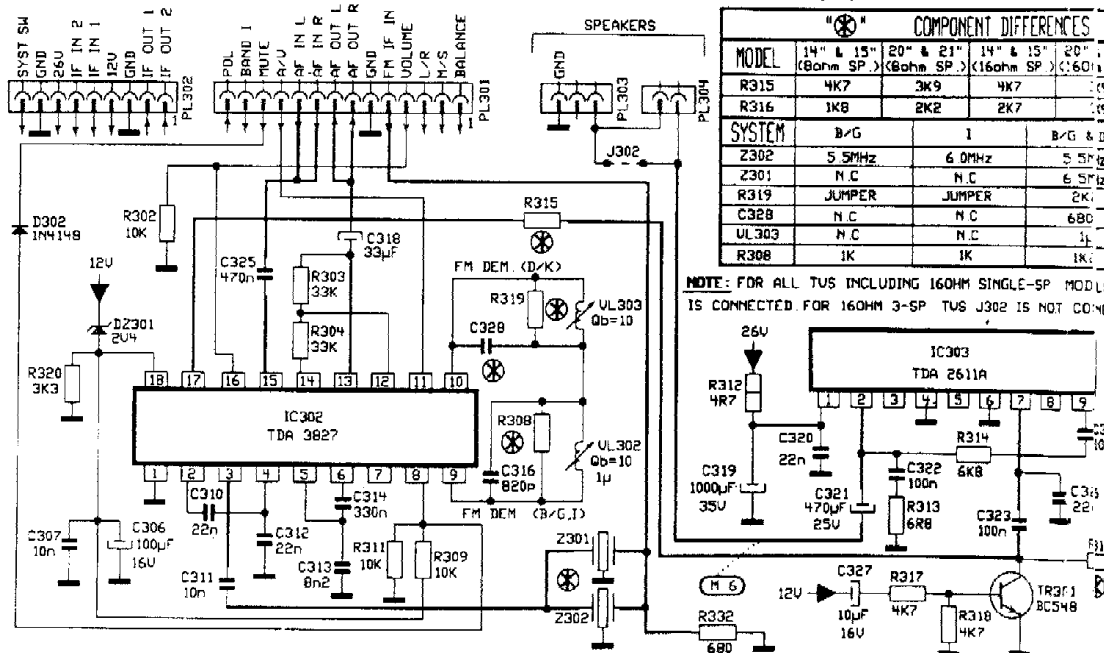 SYST SW
GND
26V
IF IN 2
IF IN 1
12V
GND
IF OUT 1
IF OUT 2
PL302
1
POL
BAND I
MUTE
A/V
AF IN L
AF IN R
AF OUT L
AF OUT R
GND
FM IF IN
VOLUME
L/R
M/S
BALANCE
PL301
1
SPEAKERS
GND
PL303
PL304
J302
"⊛" COMPONENT DIFFERENCES
MODEL 14" & 15" (8ohm SP.) 20" & 21" (8ohm SP.) 14" & 15" (16ohm SP.) 20"
R315 4K7 3K9 4K7
R316 1K8 2K2 2K7
SYSTEM B/G I B/G &
Z302 5.5MHz 6.0MHz
Z301 N.C N.C
R319 JUMPER JUMPER
C328 N.C N.C
VL303 N.C N.C
R308 1K 1K
NOTE: FOR ALL TVS INCLUDING 16OHM SINGLE-SP
IS CONNECTED. FOR 16OHM 3-SP TVS J302 IS NOT
D302
1N4148
R302
10K
C325
470n
C318
33µF
R303
33K
R304
33K
R315
FM DEM. (D/K)
R319
C328
VL303
Qb=10
12V
DZ301
2V4
R320
3K3
18 17 16 15 14 13 12 11 10
IC302
TDA 3827
1 2 3 4 5 6 7 8 9
R308
C316
820p
VL302
Qb=10
1µ
FM DEM (B/G,I)
C310
22n
C314
330n
C307
10n
C306
100µF
16V
C311
10n
C312
22n
C313
8n2
R311
10K
R309
10K
Z301
Z302
R332
680
26V
R312
4R7
IC303
TDA 2611A
1 2 3 4 5 6 7 8 9
C320
22n
C319
1000µF
35V
C321
470µF
25V
C322
100n
R313
6R8
R314
6K8
C323
100n
M 6
12V
C327
10µF
16V
R317
4K7
R318
4K7
BC548